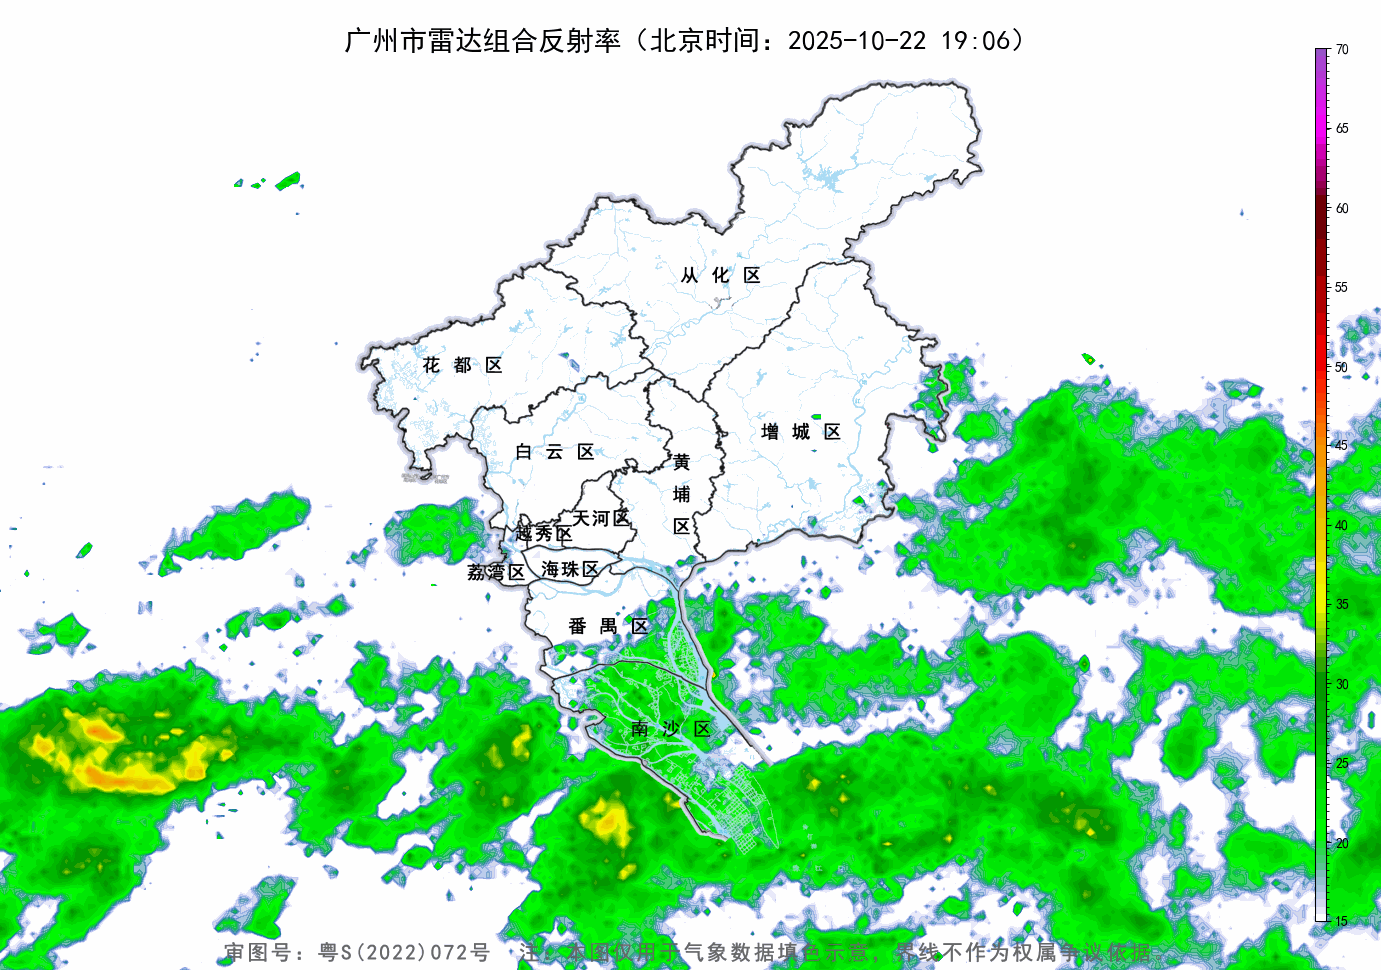 广州市雷达组合反射率（北京时间：2025-10-22 19:06）
70
65
60
55
50
45
40
35
30
25
20
15
从化区
花都区
增城区
白云区
黄埔区
天河区
越秀区
荔湾区
海珠区
番禺区
南沙区
审图号：粤S(2022)072号 注：本图仅用于气象数据填色示意，界线不作为权属争议依据。